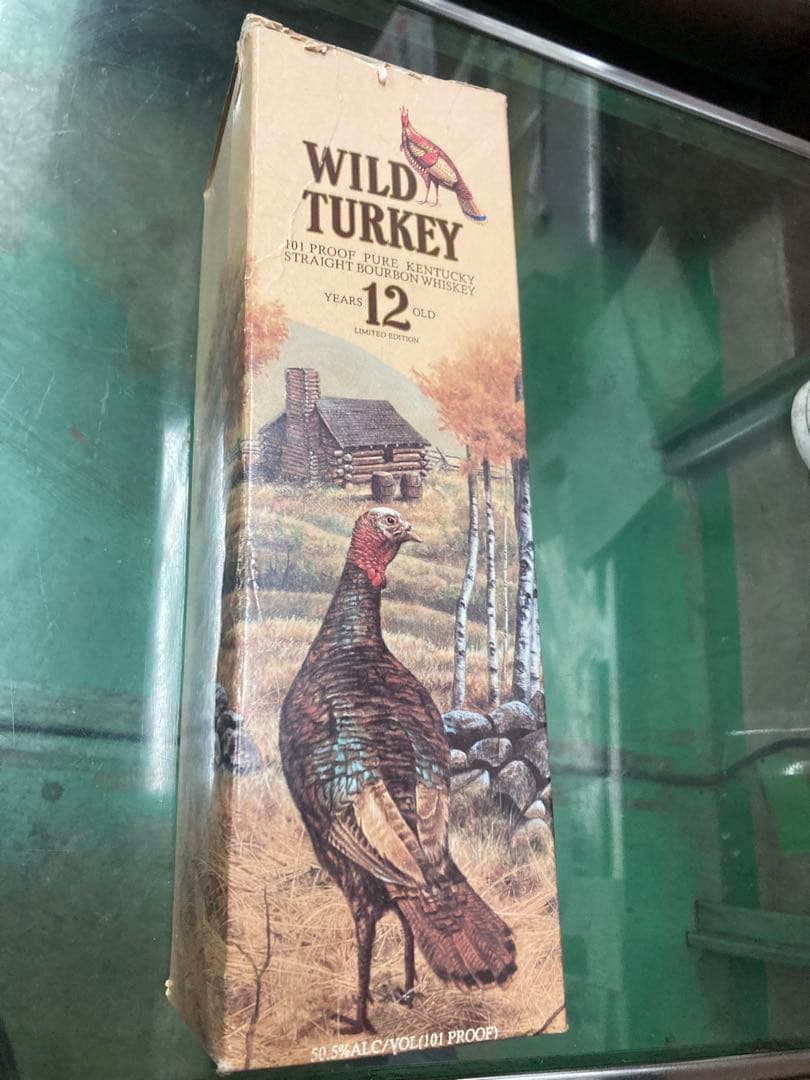 WILD
TURKEY
101 PROOF PURE KENTUCKY
STRAIGHT BOURBON WHISKEY
YEARS 12 OLD
LIMITED EDITION
50.5%ALC/VOL(101 PROOF)